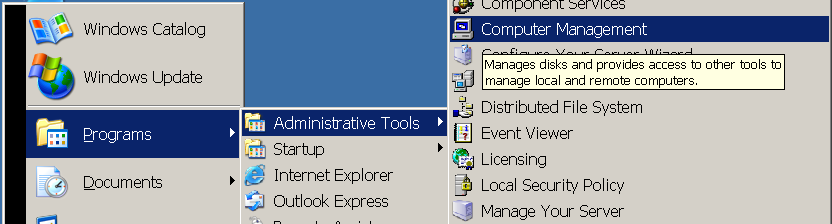 Windows Catalog
Windows Update
Programs
Documents
Administrative Tools
Startup
Internet Explorer
Outlook Express
Component Services
Computer Management
Configure Your Server Wizard
Manages disks and provides access to other tools to
manage local and remote computers.
Distributed File System
Event Viewer
Licensing
Local Security Policy
Manage Your Server